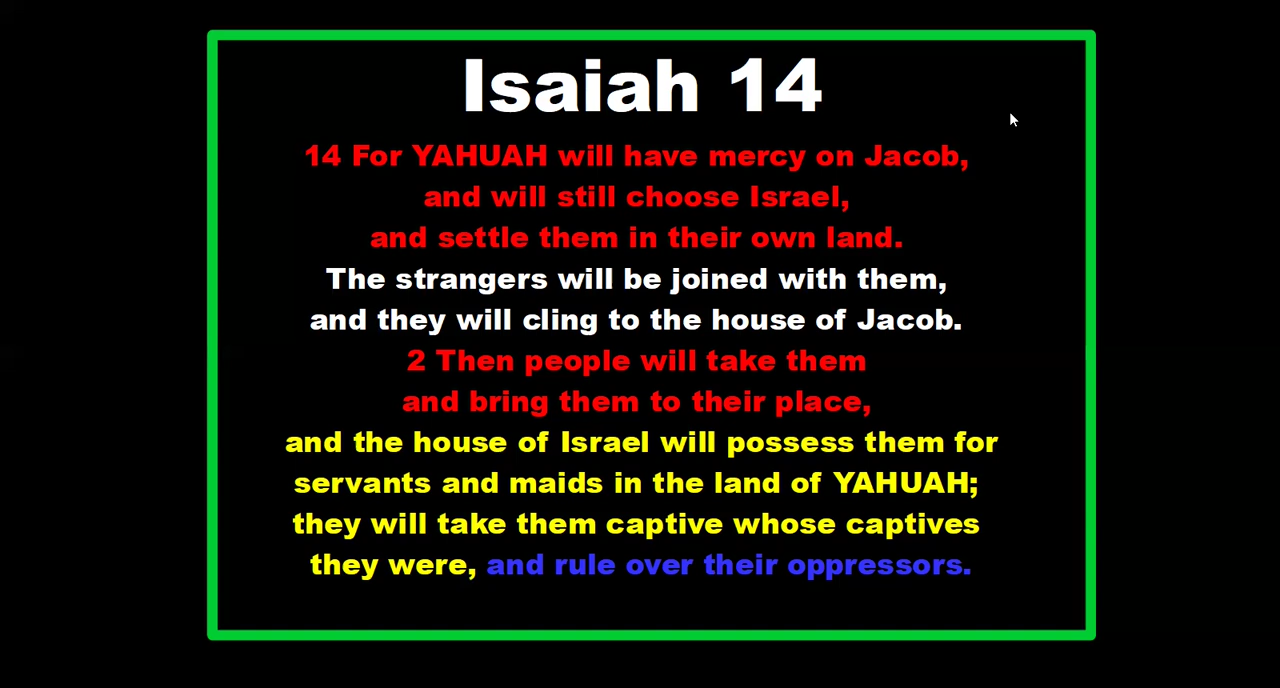 Isaiah 14
14 For YAHUAH will have mercy on Jacob,
and will still choose Israel,
and settle them in their own land.
The strangers will be joined with them,
and they will cling to the house of Jacob.
2 Then people will take them
and bring them to their place,
and the house of Israel will possess them for
servants and maids in the land of YAHUAH;
they will take them captive whose captives
they were, and rule over their oppressors.